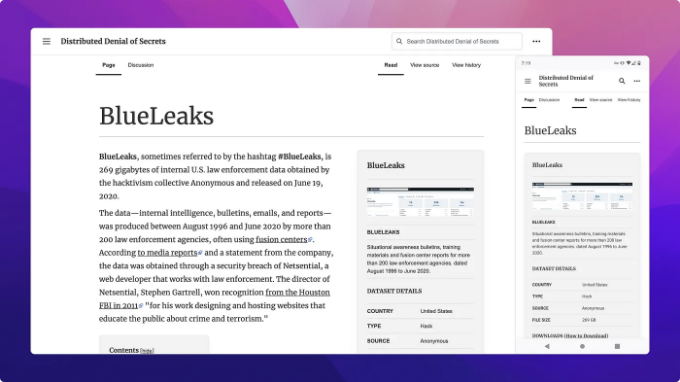 Distributed Denial of Secrets
Search Distributed Denial of Secrets
Page Discussion Read View source View history
BlueLeaks
BlueLeaks, sometimes referred to by the hashtag #BlueLeaks, is
269 gigabytes of internal U.S. law enforcement data obtained by
the hacktivism collective Anonymous and released on June 19,
2020.
The data—internal intelligence, bulletins, emails, and reports—
was produced between August 1996 and June 2020 by more than
200 law enforcement agencies, often using fusion centers.
According to media reports and a statement from the company,
the data was obtained through a security breach of Netsential, a
web developer that works with law enforcement. The director of
Netsential, Stephen Gartrell, won recognition from the Houston
FBI in 2011 "for his work designing and hosting websites that
educate the public about crime and terrorism."
Contents [hide]
BlueLeaks
BLUELEAKS
Situational awareness bulletins, training
materials and fusion center reports for more
than 200 law enforcement agencies, dated
August 1996 to June 2020.
DATASET DETAILS
COUNTRY United States
TYPE Hack
SOURCE Anonymous
Distributed Denial of
Secrets
Page Discussion Read View source View history
BlueLeaks
BlueLeaks
BLUELEAKS
Situational awareness bulletins, training materials
and fusion center reports for more than 200 law
enforcement agencies, dated August 1996 to June
2020.
DATASET DETAILS
COUNTRY United States
TYPE Hack
SOURCE Anonymous
FILE SIZE 269 GB
DOWNLOADS (How to Download)